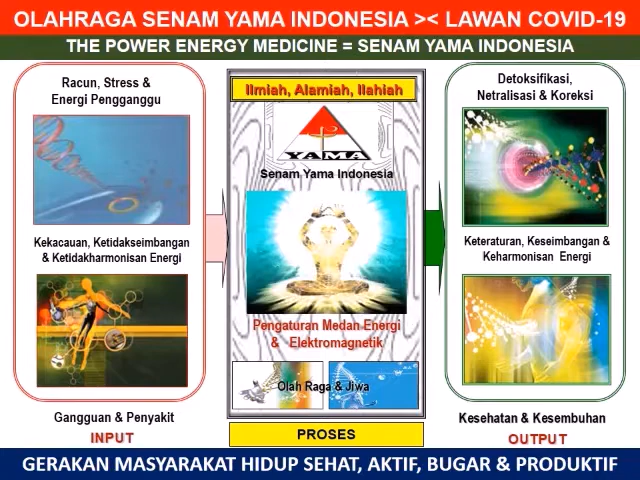 OLAHRAGA SENAM YAMA INDONESIA >< LAWAN COVID-19
THE POWER ENERGY MEDICINE = SENAM YAMA INDONESIA
Racun, Stress &
Energi Pengganggu
Kekacauan, Ketidakseimbangan
& Ketidakharmonisan Energi
Gangguan & Penyakit
INPUT
Ilmiah, Alamiah, Ilahiah
YAMA
Senam Yama Indonesia
Pengaturan Medan Energi
& Elektromagnetik
Olah Raga & Jiwa
PROSES
Detoksifikasi,
Netralisasi & Koreksi
Keteraturan, Keseimbangan &
Keharmonisan Energi
Kesehatan & Kesembuhan
OUTPUT
GERAKAN MASYARAKAT HIDUP SEHAT, AKTIF, BUGAR & PRODUKTIF